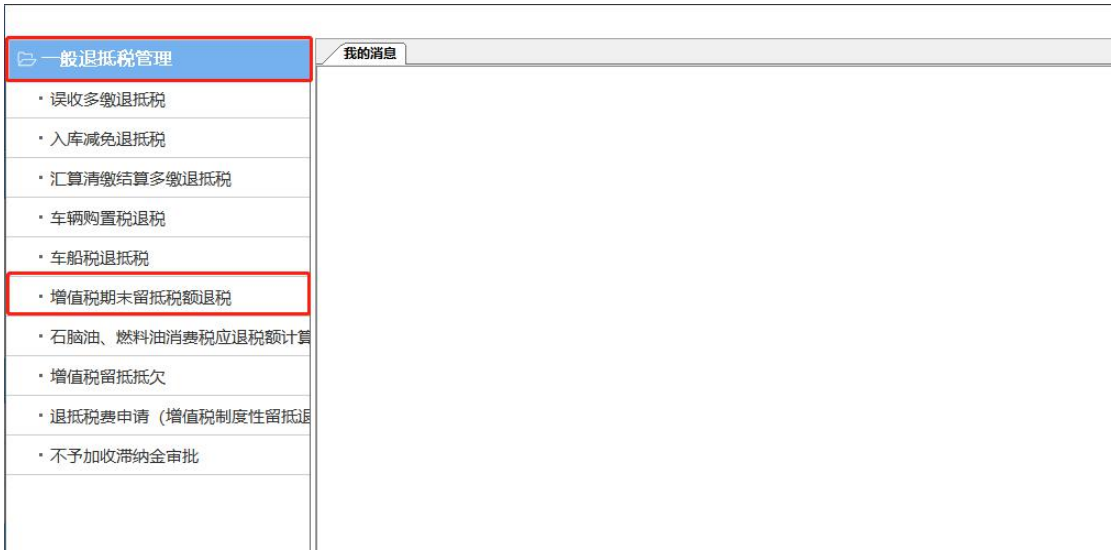 一般退抵税管理
我的消息
· 误收多缴退抵税
· 入库减免退抵税
· 汇算清缴结算多缴退抵税
· 车辆购置税退税
· 车船税退抵税
· 增值税期末留抵税额退税
· 石脑油、燃料油消费税应退税额计算
· 增值税留抵抵欠
· 退抵税费申请（增值税制度性留抵退
· 不予加收滞纳金审批